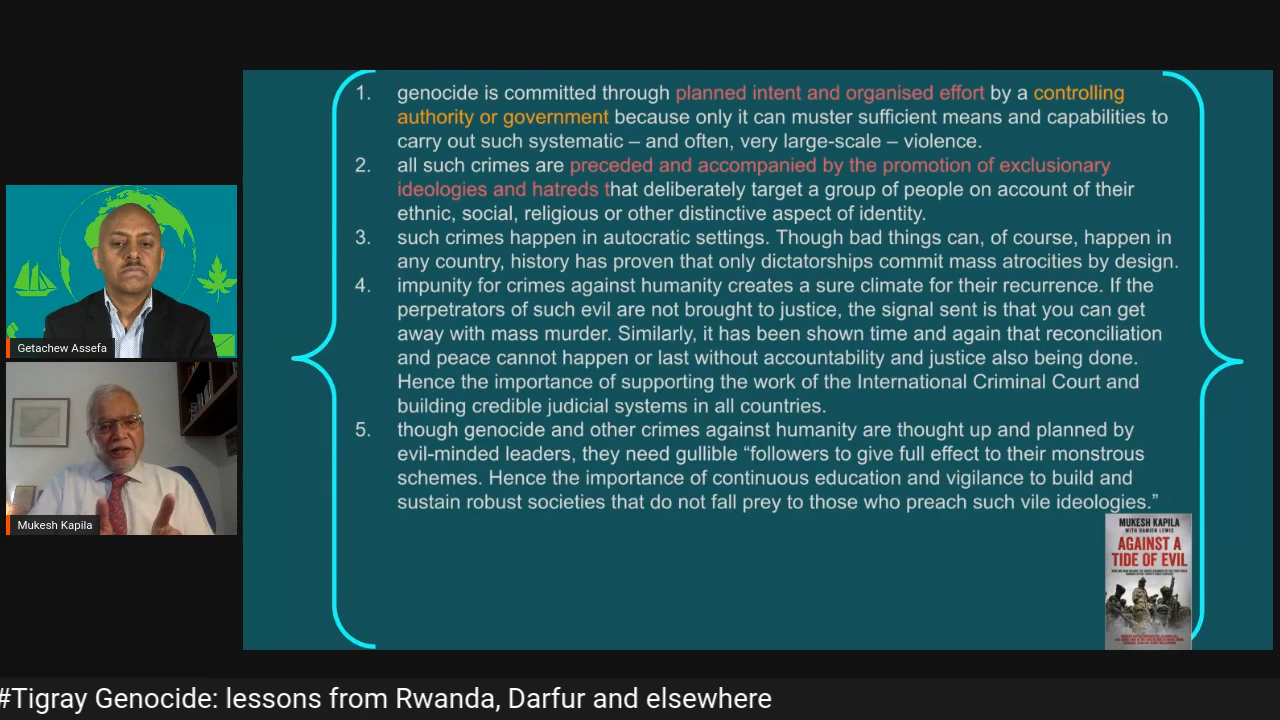 1. genocide is committed through planned intent and organised effort by a controlling
authority or government because only it can muster sufficient means and capabilities to
carry out such systematic – and often, very large-scale – violence.
2. all such crimes are preceded and accompanied by the promotion of exclusionary
ideologies and hatreds that deliberately target a group of people on account of their
ethnic, social, religious or other distinctive aspect of identity.
3. such crimes happen in autocratic settings. Though bad things can, of course, happen in
any country, history has proven that only dictatorships commit mass atrocities by design.
4. impunity for crimes against humanity creates a sure climate for their recurrence. If the
perpetrators of such evil are not brought to justice, the signal sent is that you can get
away with mass murder. Similarly, it has been shown time and again that reconciliation
and peace cannot happen or last without accountability and justice also being done.
Hence the importance of supporting the work of the International Criminal Court and
building credible judicial systems in all countries.
5. though genocide and other crimes against humanity are thought up and planned by
evil-minded leaders, they need gullible “followers to give full effect to their monstrous
schemes. Hence the importance of continuous education and vigilance to build and
sustain robust societies that do not fall prey to those who preach such vile ideologies.”
Getachew Assefa
Mukesh Kapila
MUKESH KAPILA
WITH DAMIEN LEWIS
AGAINST A
TIDE OF EVIL
#Tigray Genocide: lessons from Rwanda, Darfur and elsewhere